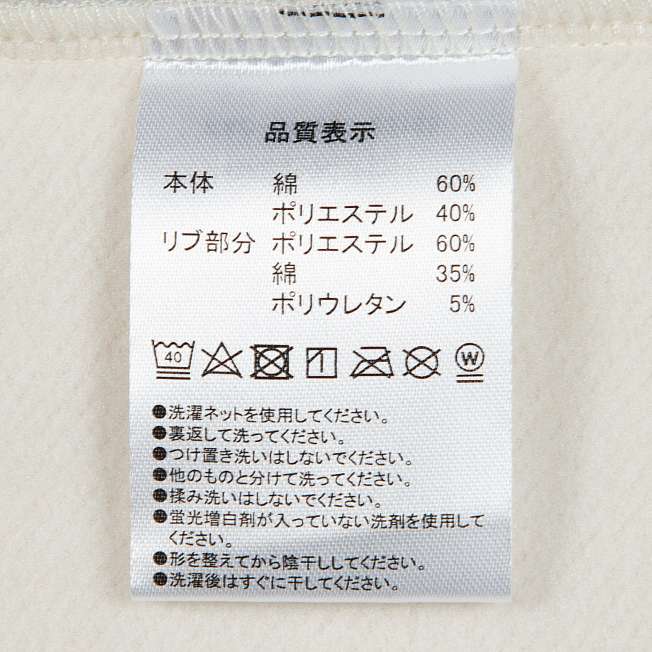 品質表示
本体 綿 60%
ポリエステル 40%
リブ部分 ポリエステル 60%
綿 35%
ポリウレタン 5%
40 W
●洗濯ネットを使用してください。
●裏返して洗ってください。
●つけ置き洗いはしないでください。
●他のものと分けて洗ってください。
●揉み洗いはしないでください。
●蛍光増白剤が入っていない洗剤を使用して
ください。
●形を整えてから陰干ししてください。
●洗濯後はすぐに干してください。